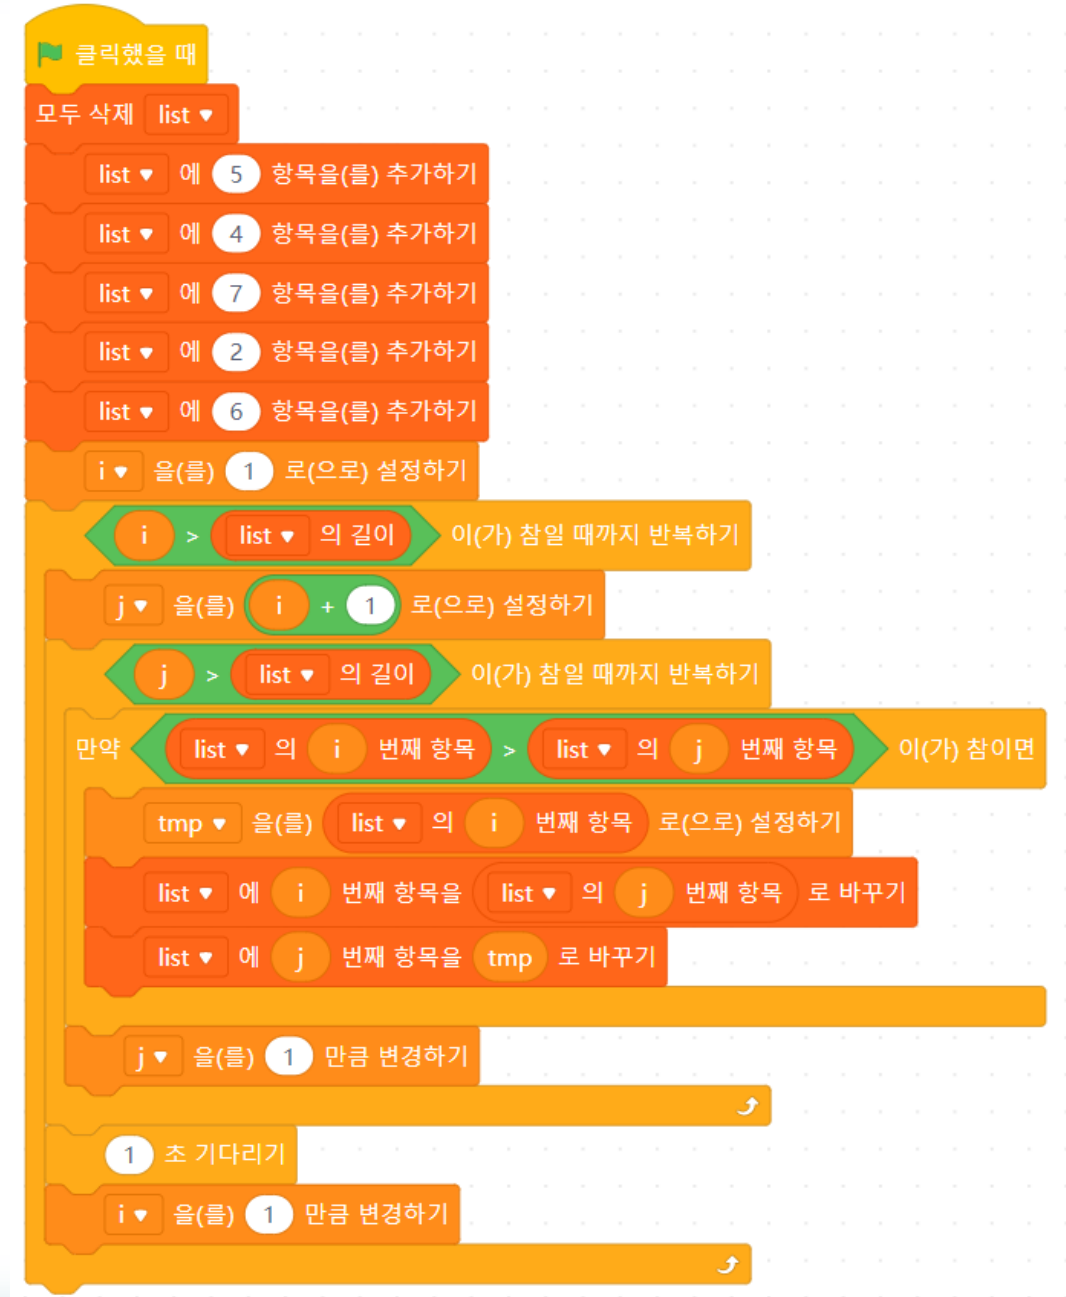 클릭했을 때
모두 삭제 list
list 에 5 항목을(를) 추가하기
list 에 4 항목을(를) 추가하기
list 에 7 항목을(를) 추가하기
list 에 2 항목을(를) 추가하기
list 에 6 항목을(를) 추가하기
i 을(를) 1 로(으로) 설정하기
i > list 의 길이 이(가) 참일 때까지 반복하기
j 을(를) i + 1 로(으로) 설정하기
j > list 의 길이 이(가) 참일 때까지 반복하기
만약 list 의 i 번째 항목 > list 의 j 번째 항목 이(가) 참이면
tmp 을(를) list 의 i 번째 항목 로(으로) 설정하기
list 에 i 번째 항목을 list 의 j 번째 항목 로 바꾸기
list 에 j 번째 항목을 tmp 로 바꾸기
j 을(를) 1 만큼 변경하기
1 초 기다리기
i 을(를) 1 만큼 변경하기